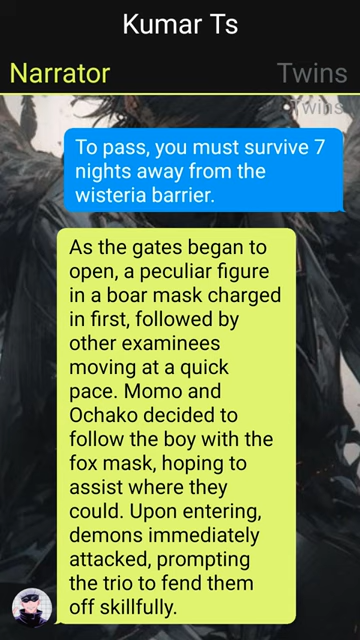 Kumar Ts
Narrator
Twins
•Twins
To pass, you must survive 7
nights away from the
wisteria barrier.
As the gates began to
open, a peculiar figure
in a boar mask charged
in first, followed by
other examinees
moving at a quick
pace. Momo and
Ochako decided to
follow the boy with the
fox mask, hoping to
assist where they
could. Upon entering,
demons immediately
attacked, prompting
the trio to fend them
off skillfully.